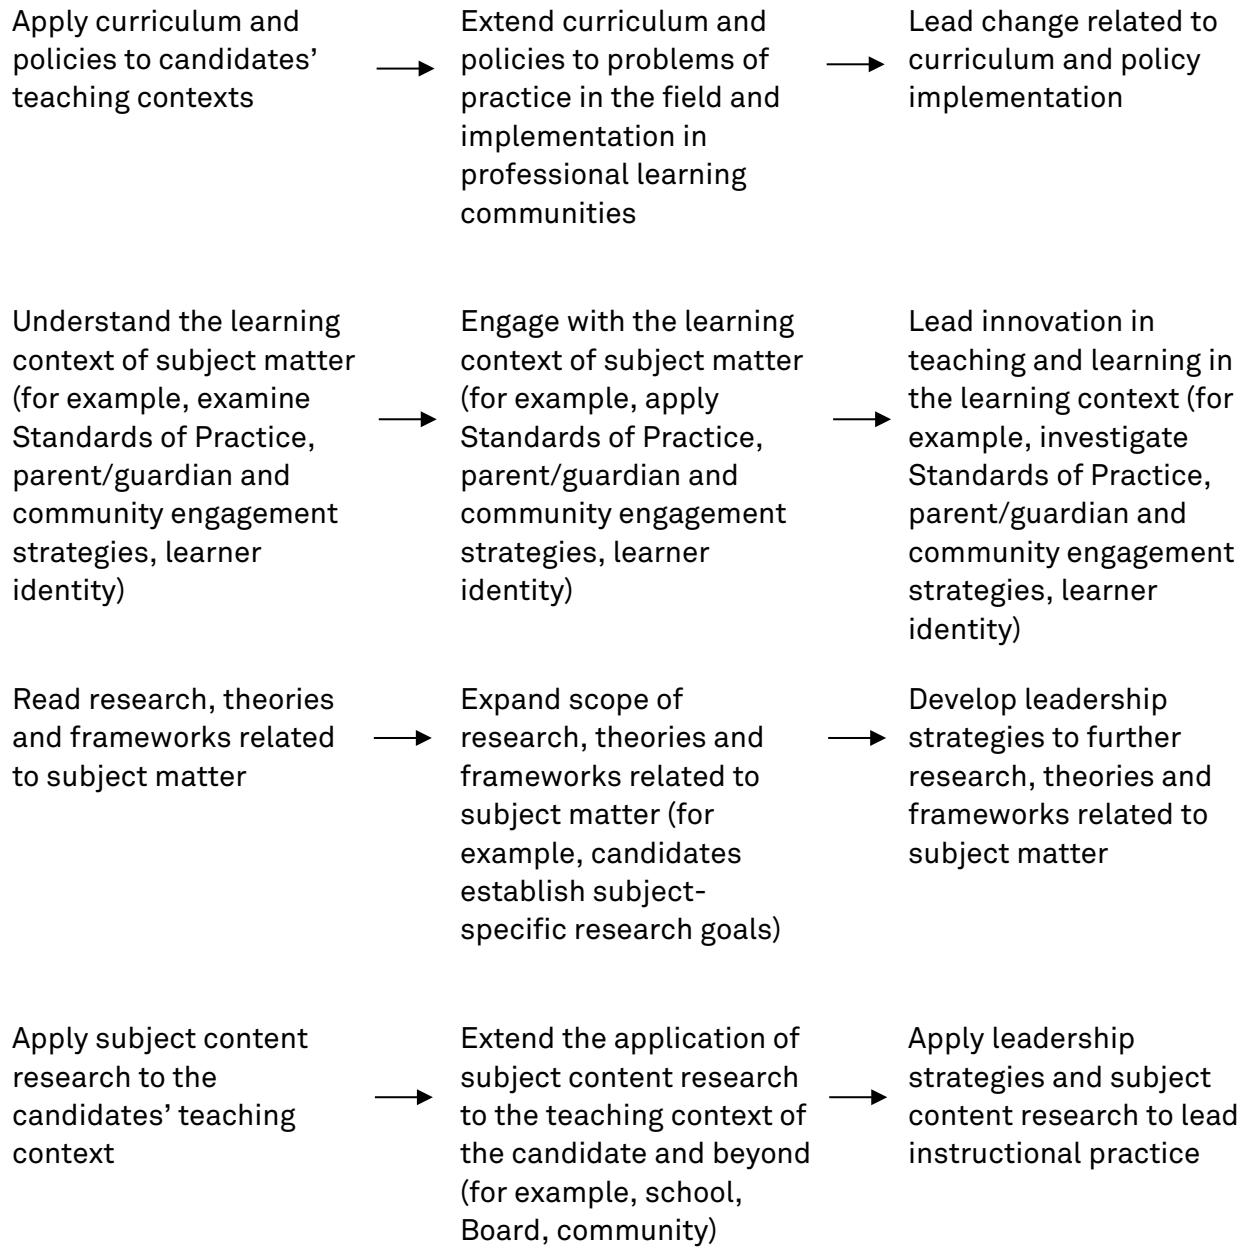 Apply curriculum and
policies to candidates’
teaching contexts
Extend curriculum and
policies to problems of
practice in the field and
implementation in
professional learning
communities
Lead change related to
curriculum and policy
implementation
Understand the learning
context of subject matter
(for example, examine
Standards of Practice,
parent/guardian and
community engagement
strategies, learner
identity)
Engage with the learning
context of subject matter
(for example, apply
Standards of Practice,
parent/guardian and
community engagement
strategies, learner
identity)
Lead innovation in
teaching and learning in
the learning context (for
example, investigate
Standards of Practice,
parent/guardian and
community engagement
strategies, learner
identity)
Read research, theories
and frameworks related
to subject matter
Expand scope of
research, theories and
frameworks related to
subject matter (for
example, candidates
establish subject-
specific research goals)
Develop leadership
strategies to further
research, theories and
frameworks related to
subject matter
Apply subject content
research to the
candidates’ teaching
context
Extend the application of
subject content research
to the teaching context of
the candidate and beyond
(for example, school,
Board, community)
Apply leadership
strategies and subject
content research to lead
instructional practice